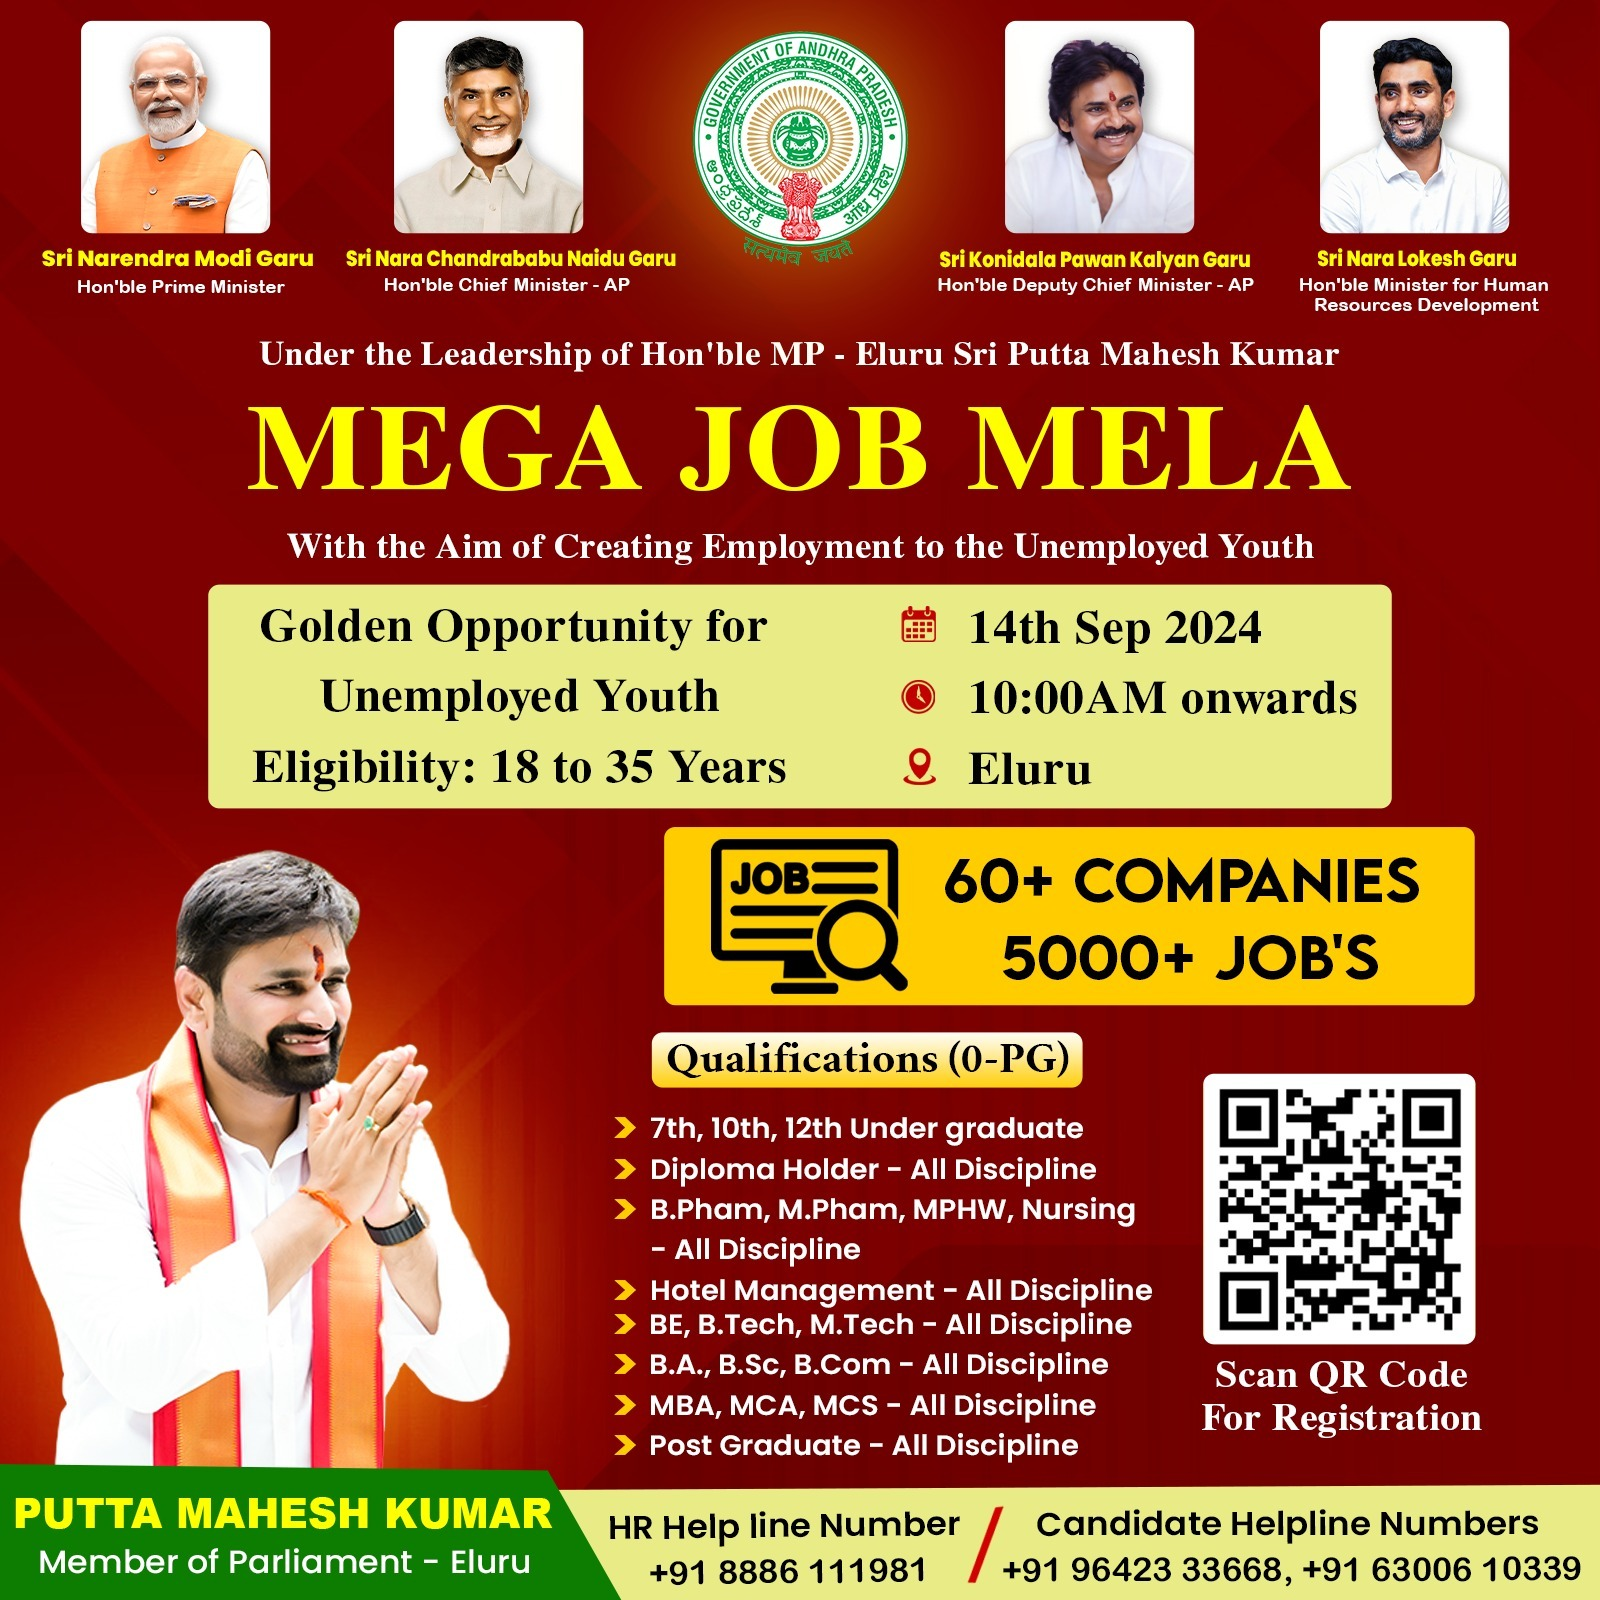 GOVERNMENT OF ANDHRA PRADESH
ఆంధ్రప్రదేశ్
आंध्र प्रदेश
सत्यमेव जयते
Sri Narendra Modi Garu
Hon'ble Prime Minister
Sri Nara Chandrababu Naidu Garu
Hon'ble Chief Minister - AP
Sri Konidala Pawan Kalyan Garu
Hon'ble Deputy Chief Minister - AP
Sri Nara Lokesh Garu
Hon'ble Minister for Human
Resources Development
Under the Leadership of Hon'ble MP - Eluru Sri Putta Mahesh Kumar
MEGA JOB MELA
With the Aim of Creating Employment to the Unemployed Youth
Golden Opportunity for
Unemployed Youth
Eligibility: 18 to 35 Years
14th Sep 2024
10:00AM onwards
Eluru
JOB
60+ COMPANIES
5000+ JOB'S
Qualifications (0-PG)
7th, 10th, 12th Under graduate
Diploma Holder - All Discipline
B.Pham, M.Pham, MPHW, Nursing
- All Discipline
Hotel Management - All Discipline
BE, B.Tech, M.Tech - All Discipline
B.A., B.Sc, B.Com - All Discipline
MBA, MCA, MCS - All Discipline
Post Graduate - All Discipline
Scan QR Code
For Registration
PUTTA MAHESH KUMAR
Member of Parliament - Eluru
HR Help line Number
+91 8886 111981
Candidate Helpline Numbers
+91 96423 33668, +91 63006 10339